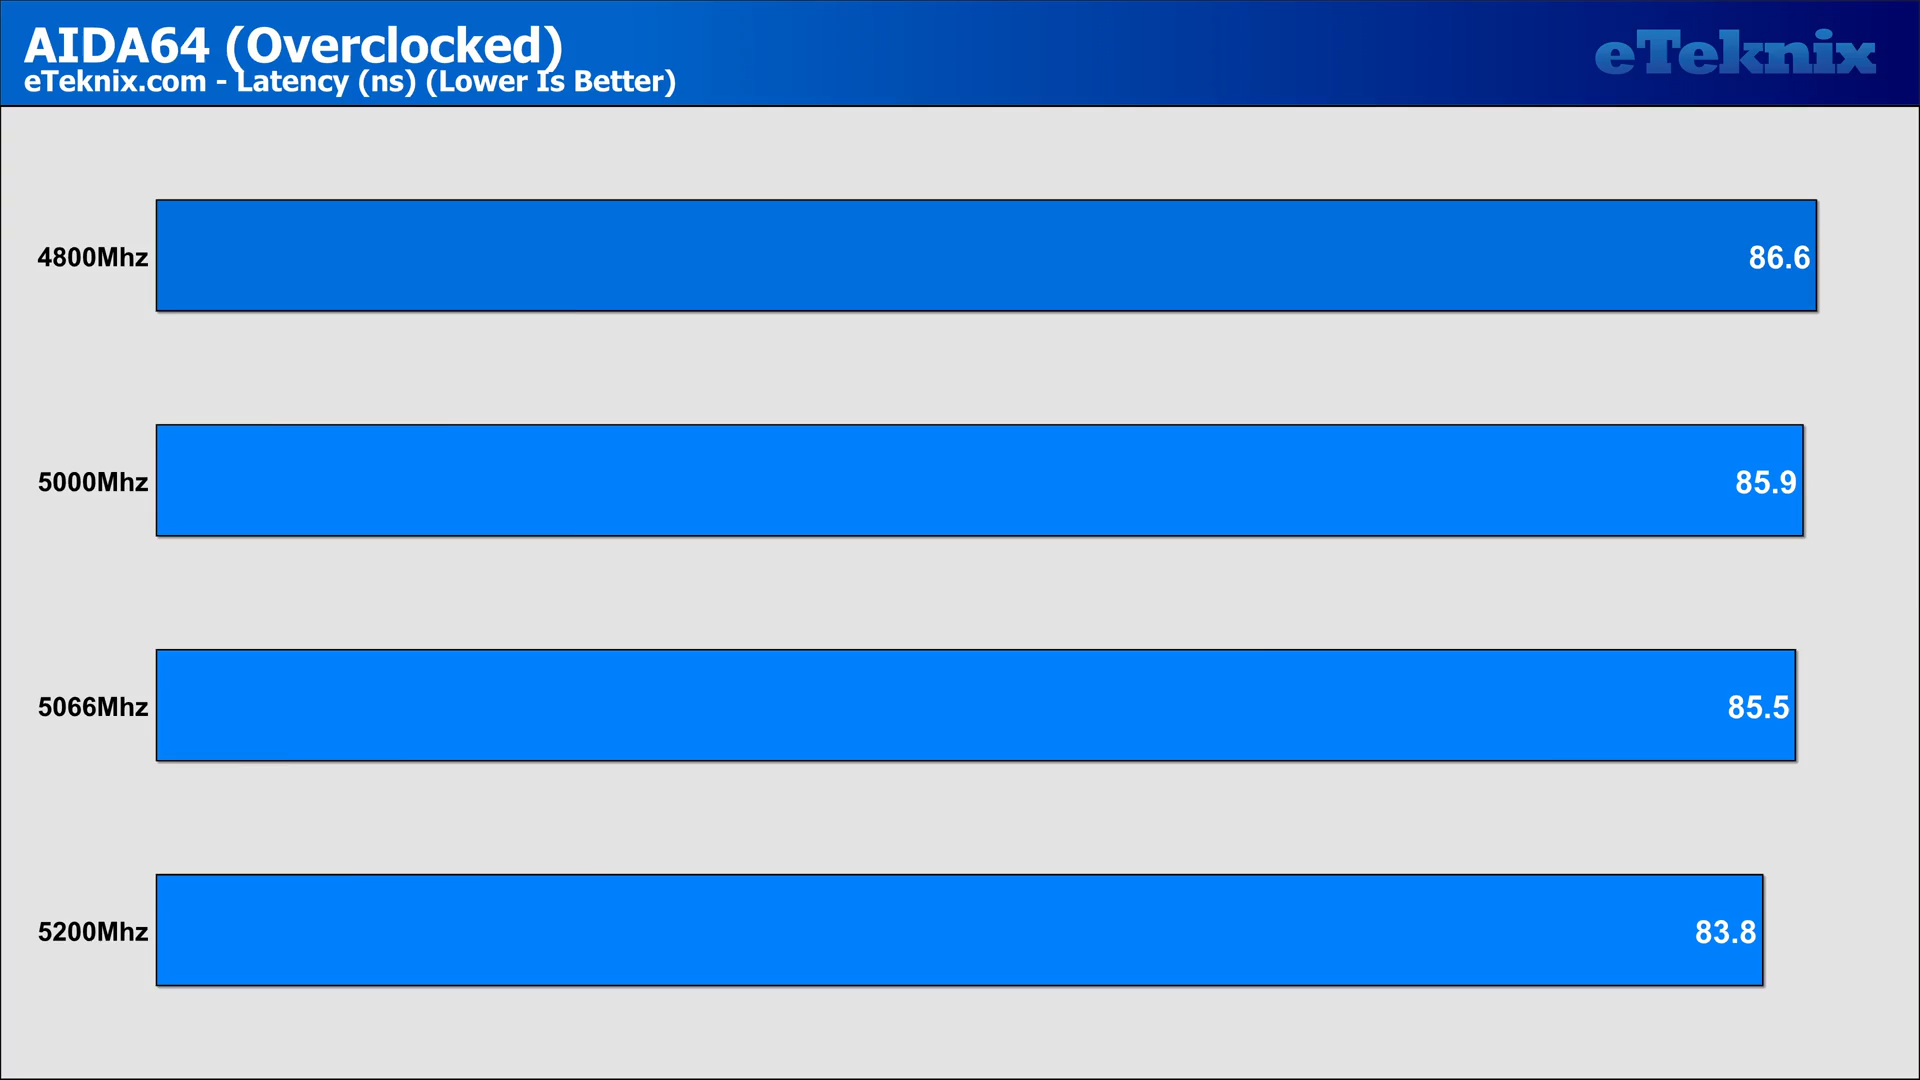 AIDA64 (Overclocked)
eTeknix.com - Latency (ns) (Lower Is Better)
eTeknix
4800Mhz
86.6
5000Mhz
85.9
5066Mhz
85.5
5200Mhz
83.8